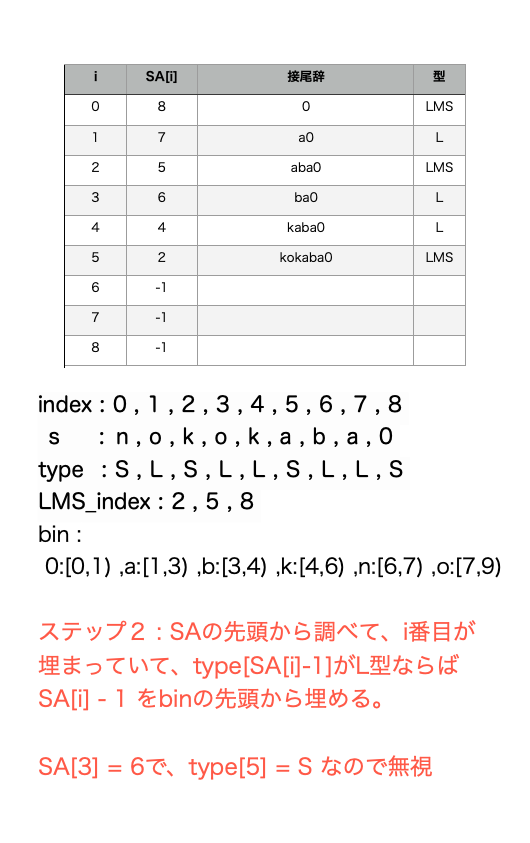 i SA[i] 接尾辞 型
0 8 0 LMS
1 7 a0 L
2 5 aba0 LMS
3 6 ba0 L
4 4 kaba0 L
5 2 kokaba0 LMS
6 -1
7 -1
8 -1
index : 0 , 1 , 2 , 3 , 4 , 5 , 6 , 7 , 8
s : n , o , k , o , k , a , b , a , 0
type : S , L , S , L , L , S , L , L , S
LMS_index : 2 , 5 , 8
bin :
0:[0,1) ,a:[1,3) ,b:[3,4) ,k:[4,6) ,n:[6,7) ,o:[7,9)
ステップ２：SAの先頭から調べて、i番目が
埋まっていて、type[SA[i]-1]がL型ならば
SA[i] - 1 をbinの先頭から埋める。
SA[3] = 6で、type[5] = S なので無視